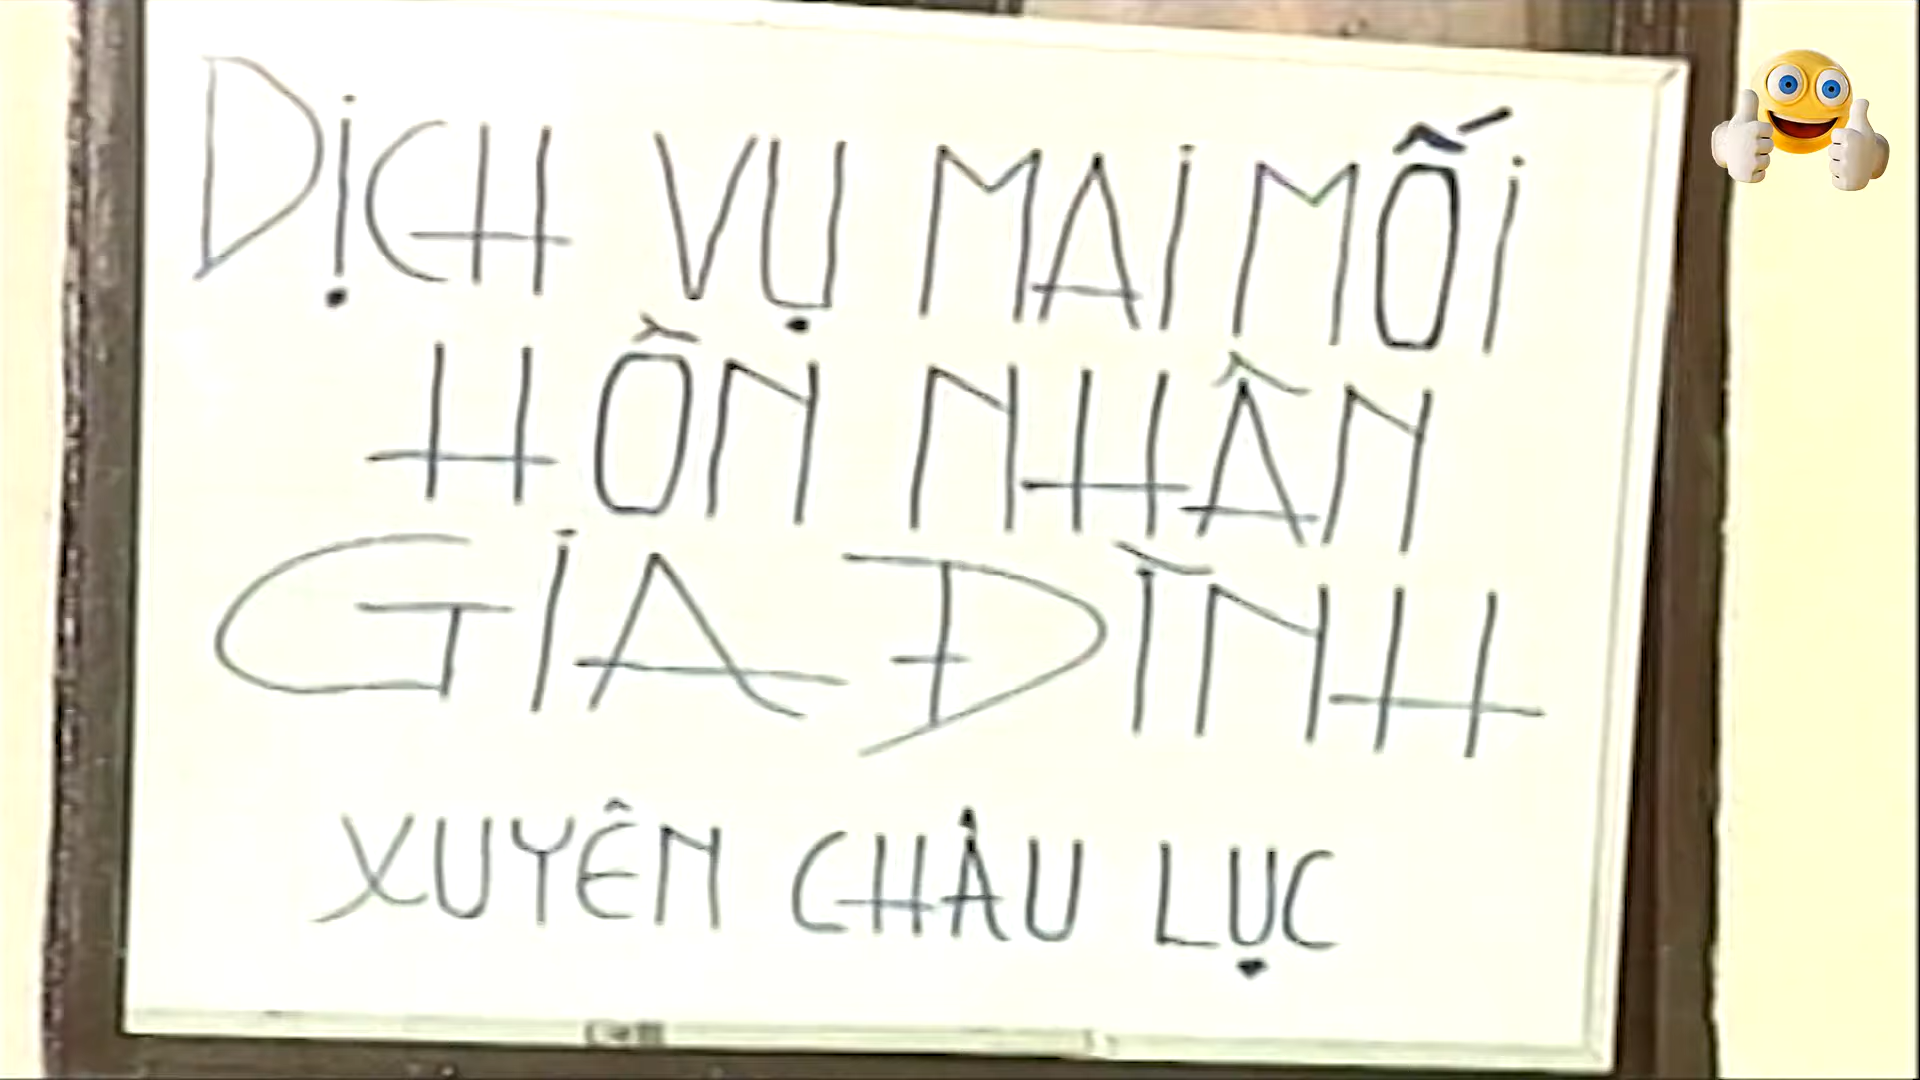 DỊCH VỤ MAI MỐI
HÔN NHÂN
GIA ĐÌNH
XUYÊN CHÂU LỤC